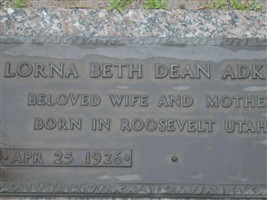 LORNA BETH DEAN ADK
BELOVED WIFE AND MOTHE
BORN IN ROOSEVELT UTAH
APR 25 1926